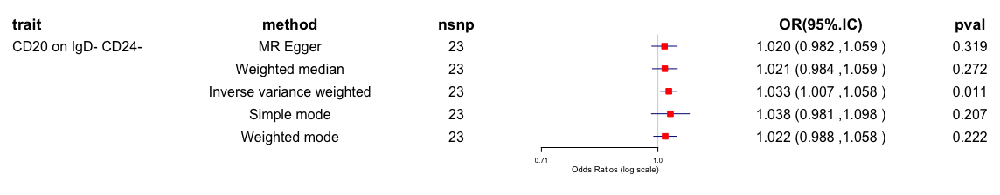 trait method nsnp OR(95%.IC) pval
CD20 on IgD- CD24- MR Egger 23 1.020 (0.982 ,1.059 ) 0.319
Weighted median 23 1.021 (0.984 ,1.059 ) 0.272
Inverse variance weighted 23 1.033 (1.007 ,1.058 ) 0.011
Simple mode 23 1.038 (0.981 ,1.098 ) 0.207
Weighted mode 23 1.022 (0.988 ,1.058 ) 0.222
0.71 1.0
Odds Ratios (log scale)